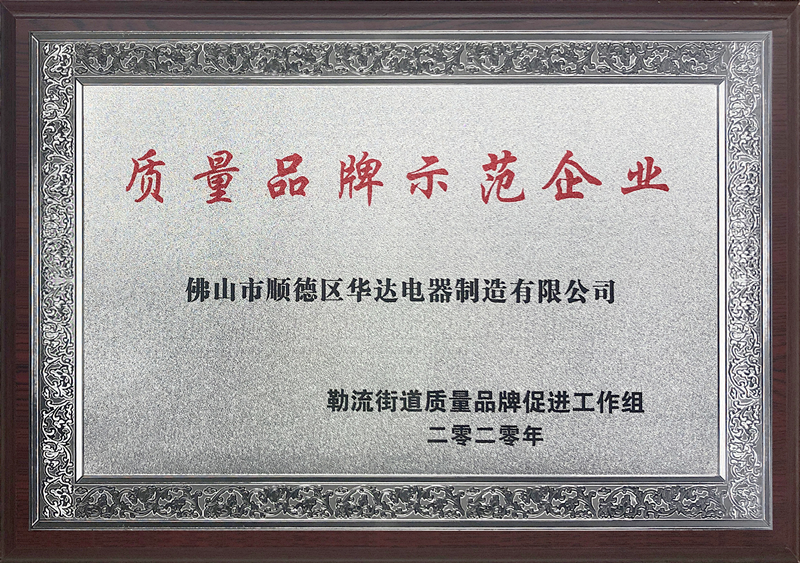 质量品牌示范企业
佛山市顺德区华达电器制造有限公司
勒流街道质量品牌促进工作组
二零二零年